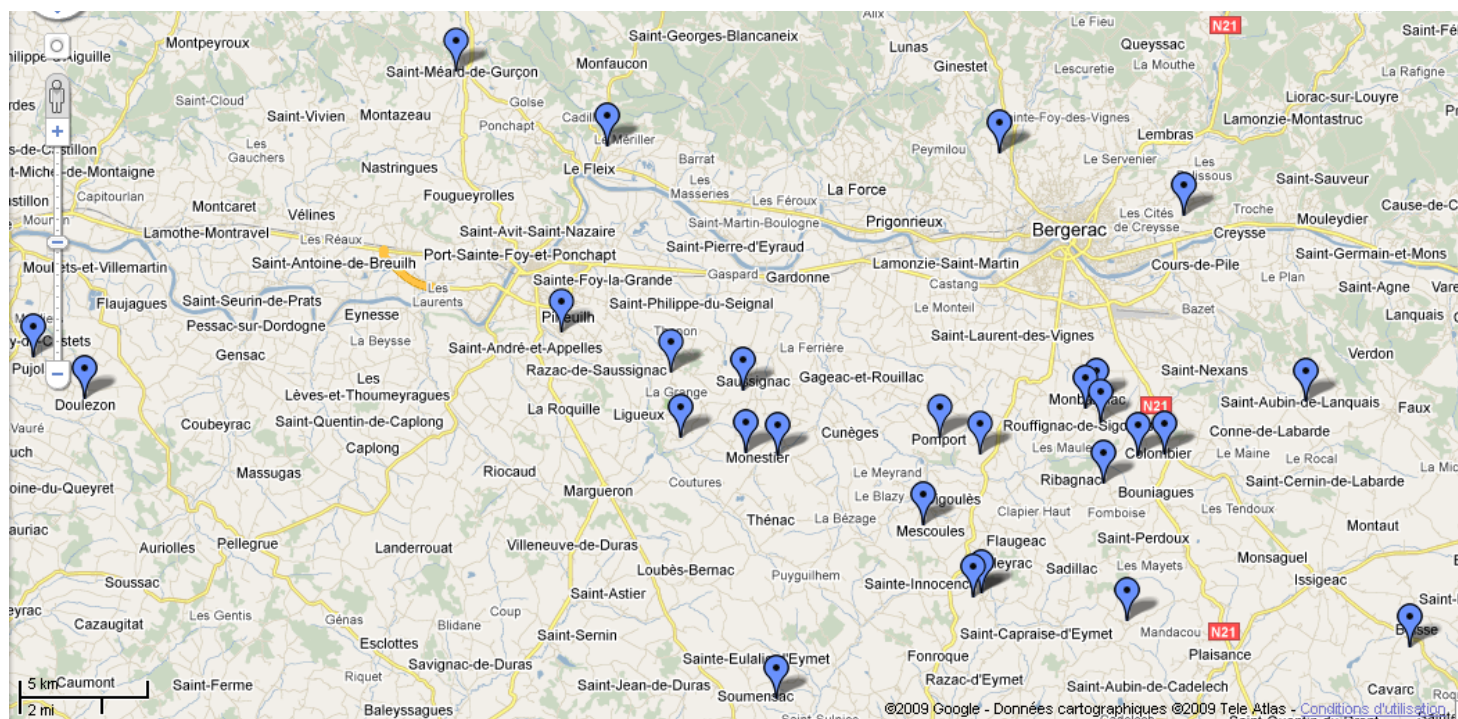 Alix
Le Fieu
N21
Saint-Georges-Blancaneix
Montpeyroux
Lunas
Queyssac
La Mouthe
Monfaucon
Ginestet
Lescuretie
Saint-Méard-de-Gurçon
La Rafigne
Saint-Cloud
Golse
Liorac-sur-Louyre
Saint-Vivien
Montazeau
Ponchapt
Lamonzie-Montastruc
Lembras
Les Gauchers
Le Mériller
Peymilou
Le Servenier
Nastringues
Le Fleix
Barrat
Saint-Sauveur
Capitourlan
Fougueyrolles
Les Masseries
La Force
Les Féroux
Montcaret
Vélines
Saint-Martin-Boulogne
Prigonrieux
Les Cités de Creysse
Troche
Mouleydier
Lamothe-Montravel
Les Réaux
Saint-Avit-Saint-Nazaire
Bergerac
Creysse
Saint-Pierre-d'Eyraud
Port-Sainte-Foy-et-Ponchapt
Saint-Germain-et-Mons
Saint-Antoine-de-Breuilh
Lamonzie-Saint-Martin
Cours-de-Pile
Gaspard
Gardonne
Sainte-Foy-la-Grande
Castang
Le Plan
Les Laurents
Saint-Agne
Flaujagues
Saint-Seurin-de-Prats
Saint-Philippe-du-Seignal
Le Monteil
Bazet
Eynesse
Lanquais
Pessac-sur-Dordogne
Saint-Laurent-des-Vignes
La Beysse
Saint-André-et-Appelles
La Ferrière
Gensac
Verdon
Razac-de-Saussignac
Saint-Nexans
Les Lèves-et-Thoumeyragues
Saussignac
Gageac-et-Rouillac
La Grange
Doulezon
Saint-Aubin-de-Lanquais
N21
Faux
La Roquille
Ligueux
Saint-Quentin-de-Caplong
Coubeyrac
Cunèges
Pomport
Conne-de-Labarde
Caplong
Monestier
Colombier
Le Maine
Le Rocal
Massugas
Riocaud
Le Meyrand
Ribagnac
Coutures
Saint-Cernin-de-Labarde
Margueron
Le Blazy
Bouniagues
Les Tendoux
Thénac
La Bézage
Clapier Haut
Fomboise
Montaut
Mescoules
Pellegrue
Auriolles
Landerrouat
Villeneuve-de-Duras
Flaugeac
Saint-Perdoux
Monsaguel
Loubès-Bernac
Puyguilhem
Sadillac
Les Mayets
Soussac
Issigeac
Saint-Astier
Les Gentis
Coup
Cazaugitat
Génas
Blidane
Esclottes
Saint-Sernin
Saint-Capraise-d'Eymet
Mandacou
N21
Plaisance
Savignac-de-Duras
Fonroque
Riquet
5 km
Caumont
Saint-Ferme
Saint-Jean-de-Duras
Soumensac
Razac-d'Eymet
Saint-Aubin-de-Cadelech
Cavarc
2 mi
Baleyssagues
©2009 Google - Données cartographiques ©2009 Tele Atlas - Conditions d'utilisation